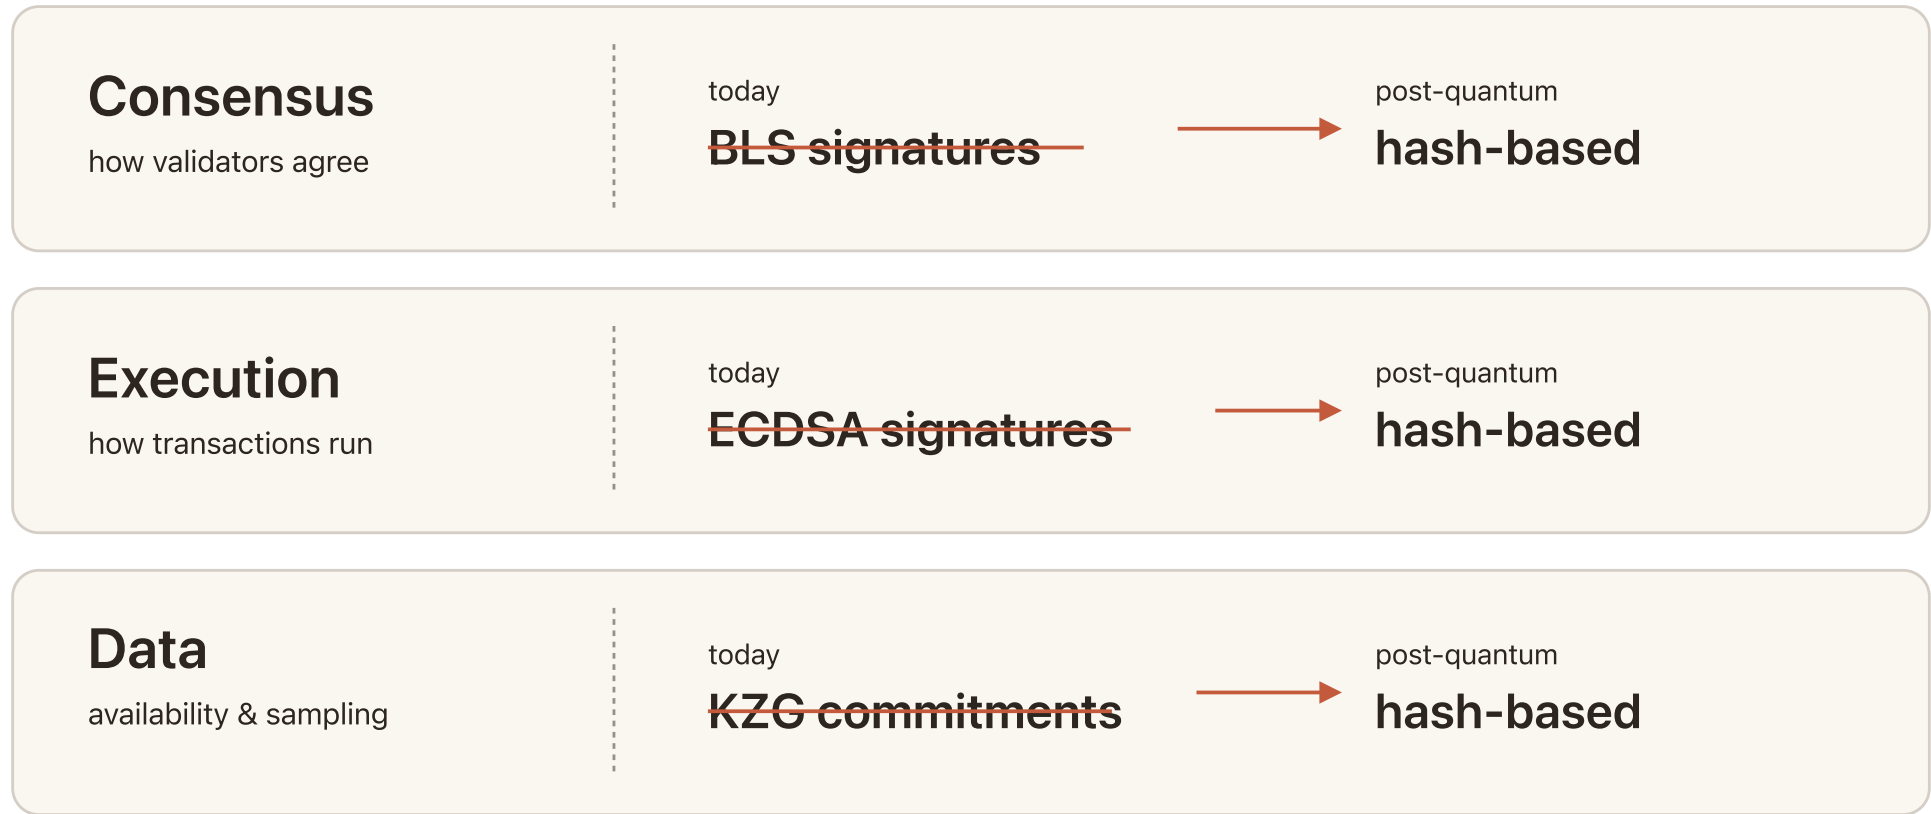 Consensus
how validators agree
today
BLS signatures
post-quantum
hash-based
Execution
how transactions run
today
ECDSA signatures
post-quantum
hash-based
Data
availability & sampling
today
KZG commitments
post-quantum
hash-based